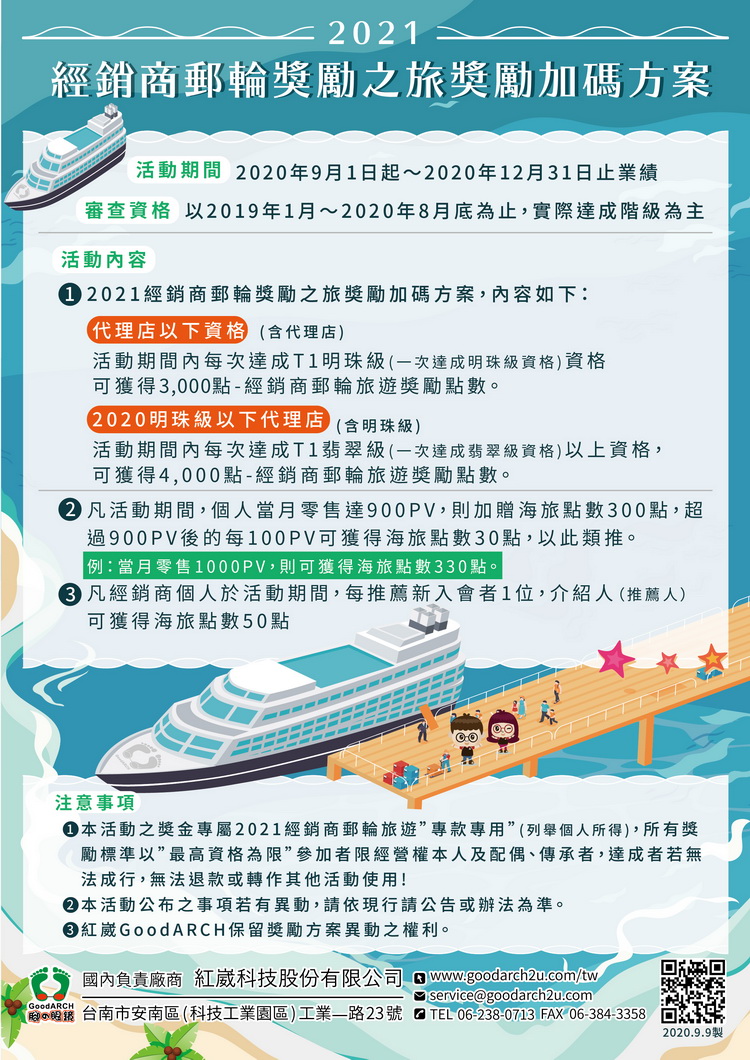 2021
經銷商郵輪獎勵之旅獎勵加碼方案
活動期間 2020年9月1日起～2020年12月31日止業績
審查資格 以2019年1月～2020年8月底為止,實際達成階級為主
活動內容
❶2021經銷商郵輪獎勵之旅獎勵加碼方案,內容如下：
代理店以下資格 (含代理店)
活動期間內每次達成T1明珠級(一次達成明珠級資格)資格
可獲得3,000點-經銷商郵輪旅遊獎勵點數。
2020明珠級以下代理店 (含明珠級)
活動期間內每次達成T1翡翠級(一次達成翡翠級資格)以上資格,
可獲得4,000點-經銷商郵輪旅遊獎勵點數。
❷凡活動期間,個人當月零售達900PV,則加贈海旅點數300點,超
過900PV後的每100PV可獲得海旅點數30點,以此類推。
例：當月零售1000PV,則可獲得海旅點數330點。
❸凡經銷商個人於活動期間,每推薦新入會者1位,介紹人(推薦人)
可獲得海旅點數50點
注意事項
❶本活動之獎金專屬2021經銷商郵輪旅遊”專款專用”(列舉個人所得),所有獎
勵標準以”最高資格為限”參加者限經營權本人及配偶、傳承者,達成者若無
法成行,無法退款或轉作其他活動使用!
❷本活動公布之事項若有異動,請依現行請公告或辦法為準。
❸紅崴GoodARCH保留獎勵方案異動之權利。
GoodARCH
腳の眼鏡
國內負責廠商 紅崴科技股份有限公司
www.goodarch2u.com/tw
service@goodarch2u.com
台南市安南區(科技工業園區)工業一路23號
TEL 06-238-0713 FAX 06-384-3358
2020.9.9製